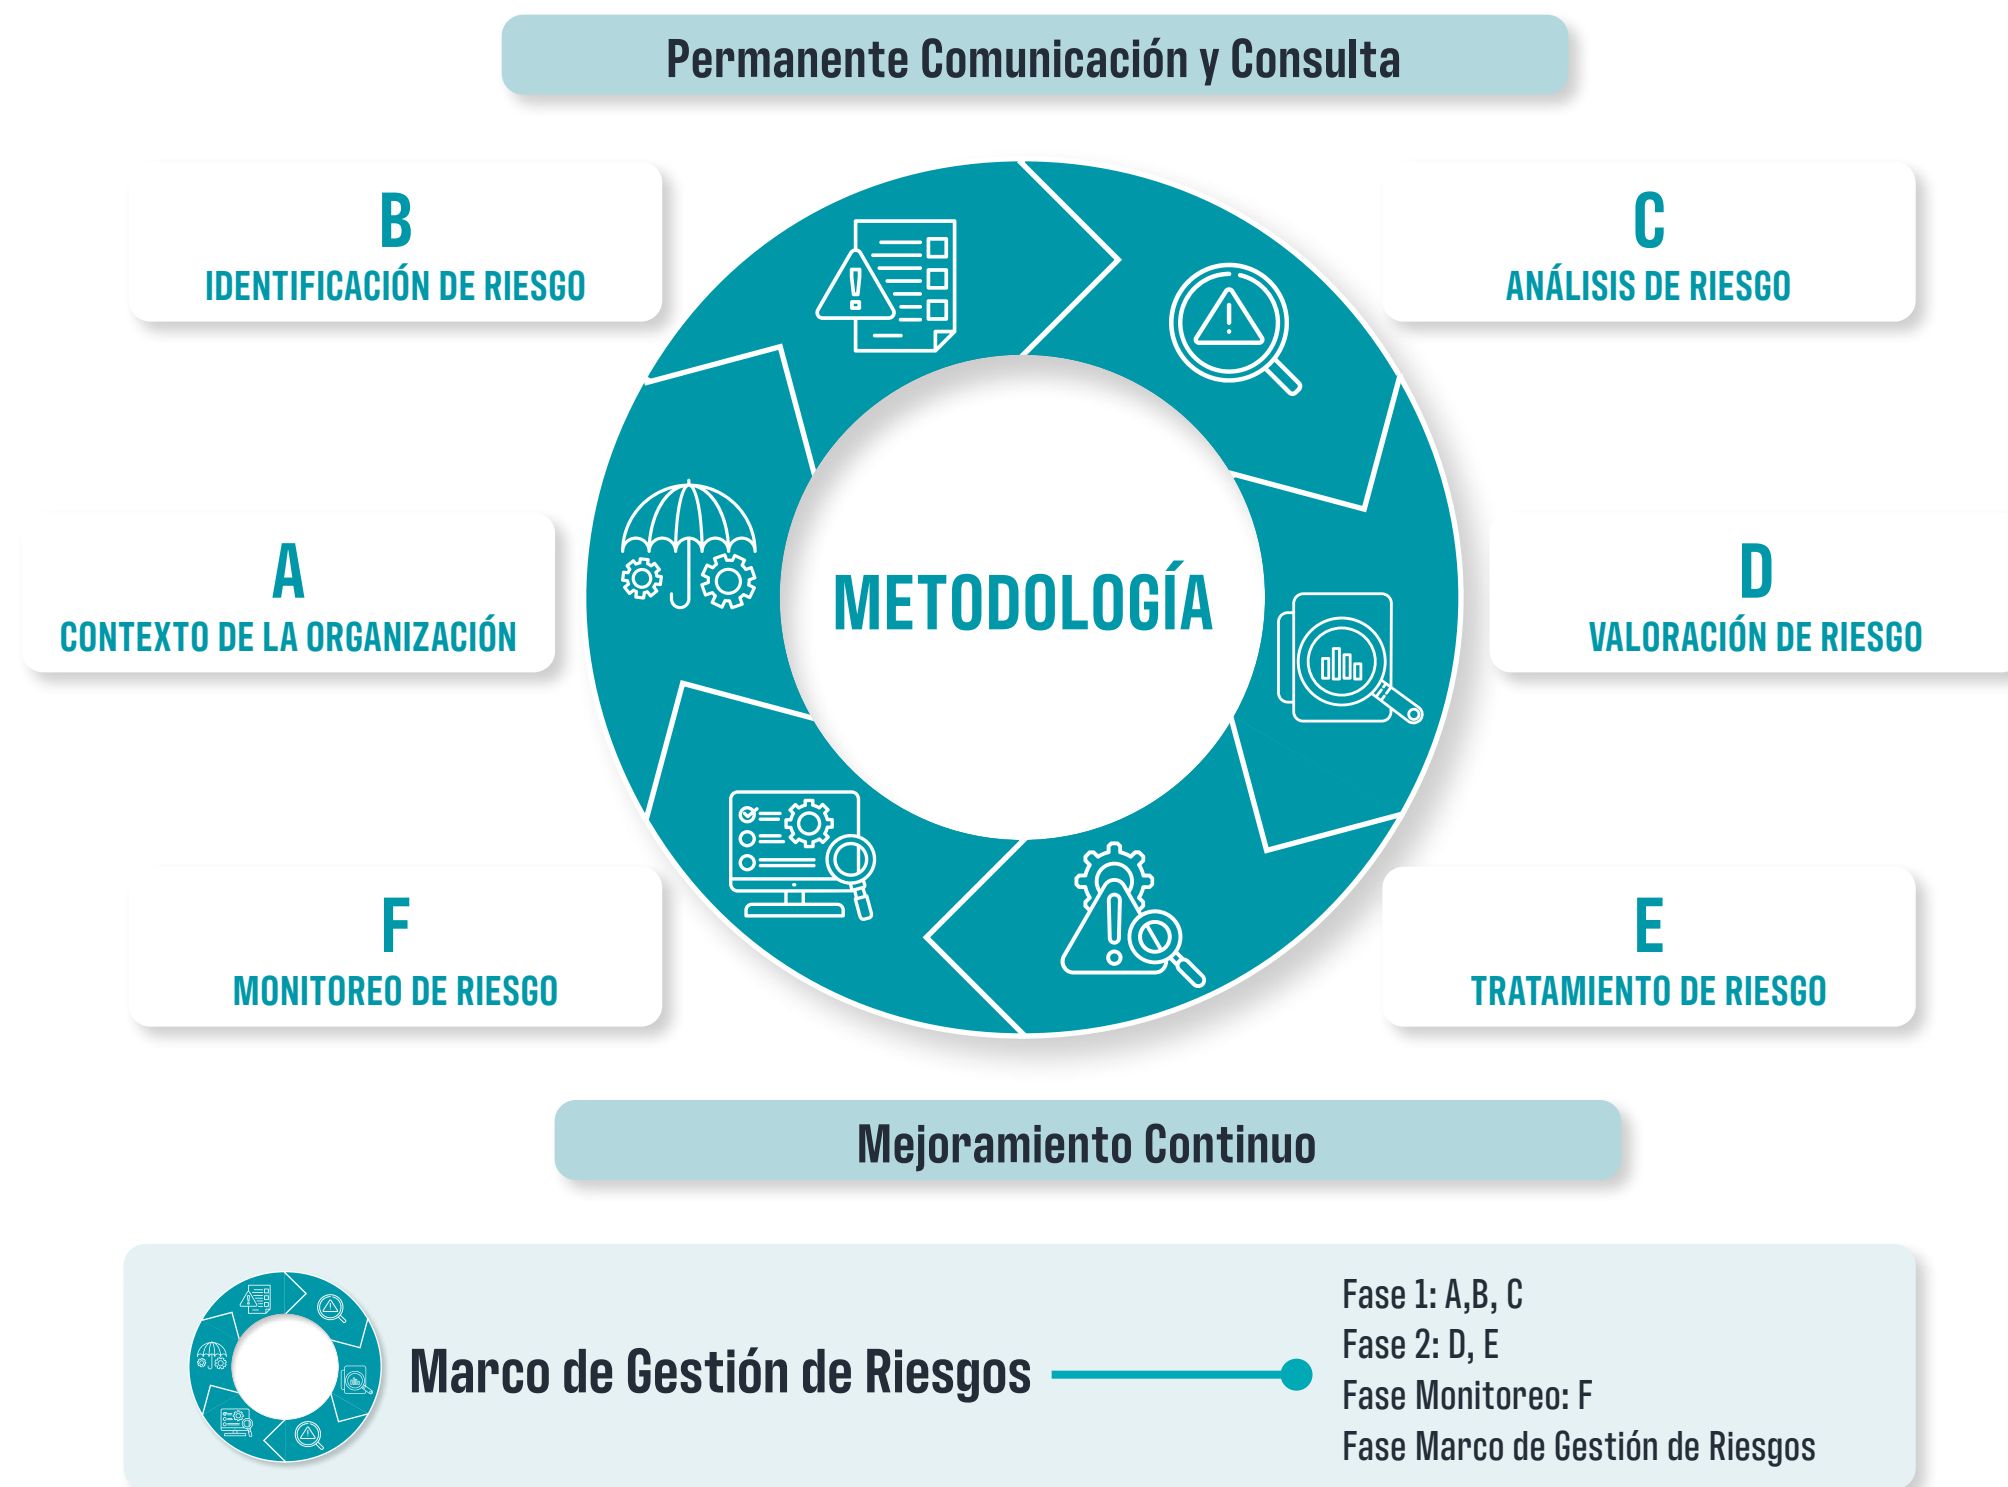 Permanente Comunicación y Consulta
B
IDENTIFICACIÓN DE RIESGO
C
ANÁLISIS DE RIESGO
A
CONTEXTO DE LA ORGANIZACIÓN
METODOLOGÍA
D
VALORACIÓN DE RIESGO
F
MONITOREO DE RIESGO
E
TRATAMIENTO DE RIESGO
Mejoramiento Continuo
Marco de Gestión de Riesgos
Fase 1: A,B, C
Fase 2: D, E
Fase Monitoreo: F
Fase Marco de Gestión de Riesgos